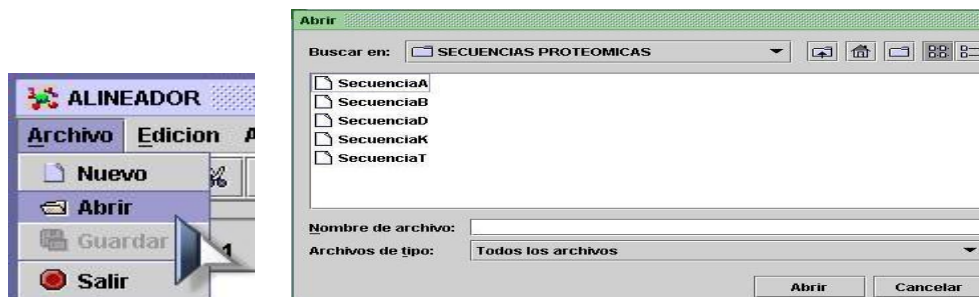 ALINEADOR
Archivo Edicion A
Nuevo
Abrir
Guardar
1
Salir
Abrir
Buscar en: SECUENCIAS PROTEOMICAS
SecuenciaA
SecuenciaB
SecuenciaD
SecuenciaK
SecuenciaT
Nombre de archivo:
Archivos de tipo: Todos los archivos
Abrir Cancelar